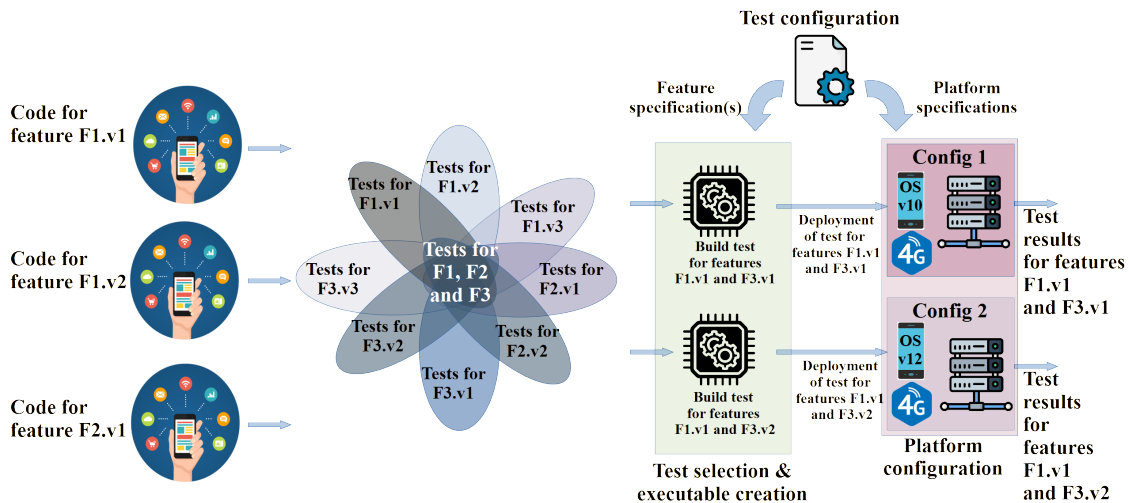 Test configuration
Feature
specification(s)
Platform
specifications
Code for
feature F1.v1
Code for
feature F1.v2
Code for
feature F2.v1
Tests for
F1.v1
Tests for
F1.v2
Tests for
F1.v3
Tests for
F1, F2
and F3
Tests for
F3.v3
Tests for
F2.v1
Tests for
F3.v2
Tests for
F2.v2
Tests for
F3.v1
Build test
for features
F1.v1 and F3.v1
Deployment
of test for
features F1.v1
and F3.v1
Config 1
OS
v10
4G
Test
results
for features
F1.v1
and F3.v1
Build test
for features
F1.v1 and F3.v2
Deployment
of test for
features F1.v1
and F3.v2
Config 2
OS
v12
4G
Test
results
for
features
F1.v1
and F3.v2
Test selection &
executable creation
Platform
configuration